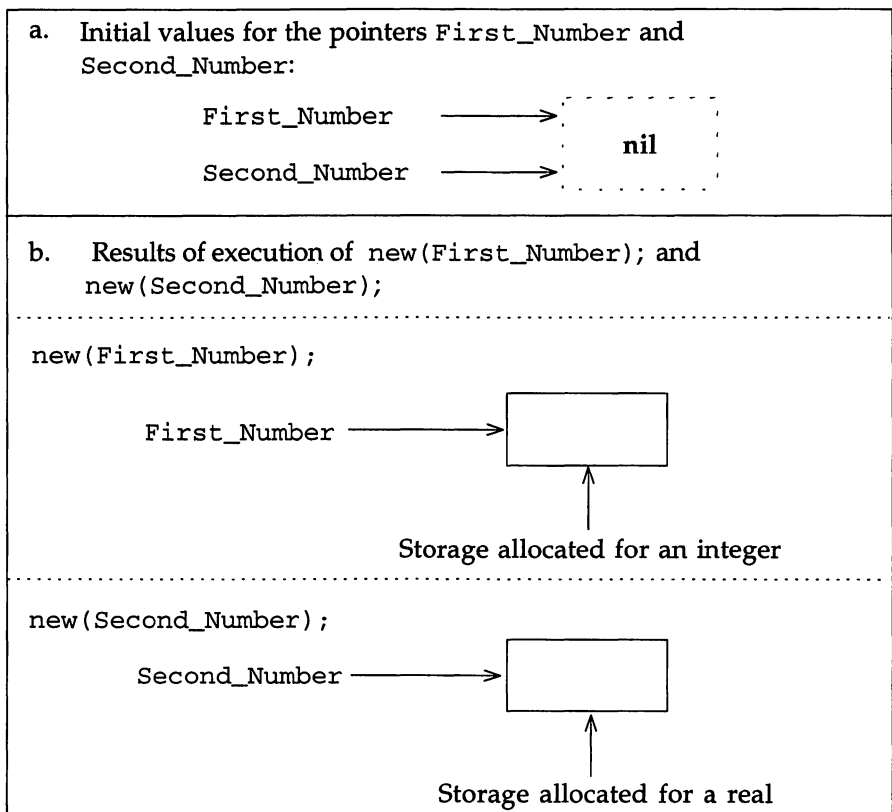 a. Initial values for the pointers First_Number and
Second_Number:
First_Number
nil
Second_Number
b. Results of execution of new(First_Number); and
new(Second_Number);
new(First_Number);
First_Number
Storage allocated for an integer
new(Second_Number);
Second_Number
Storage allocated for a real